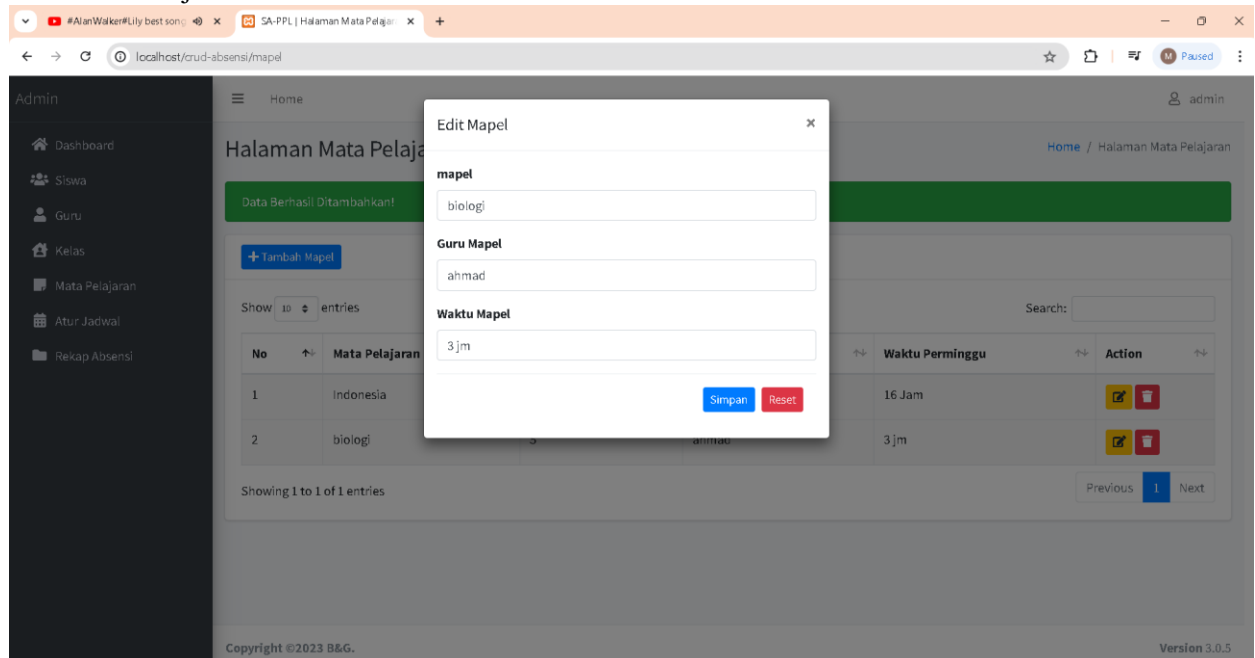 #AlanWalker#Lily best song
SA-PPL | Halaman Mata Pelajar
localhost/crud-absensi/mapel
M Paused
Admin
Home
admin
Edit Mapel
Halaman Mata Pelaja
Home / Halaman Mata Pelajaran
Dashboard
Siswa
Guru
Kelas
Mata Pelajaran
Atur Jadwal
Rekap Absensi
Data Berhasil Ditambahkan!
mapel
biologi
Guru Mapel
ahmad
Waktu Mapel
3 jm
Simpan Reset
+ Tambah Mapel
Show 10 entries
Search:
No Mata Pelajaran Waktu Perminggu Action
1 Indonesia 16 Jam
2 biologi ahmad 3 jm
Showing 1 to 1 of 1 entries
Previous 1 Next
Copyright ©2023 B&G.
Version 3.0.5